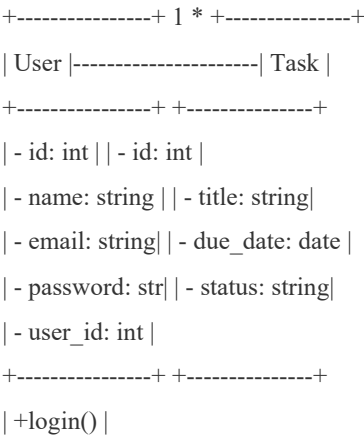 +----------------+ 1 * +---------------+
| User |----------------------| Task |
+----------------+ +---------------+
| - id: int | | - id: int |
| - name: string | | - title: string|
| - email: string| | - due_date: date |
| - password: str| | - status: string|
| - user_id: int |
+----------------+ +---------------+
| +login() |